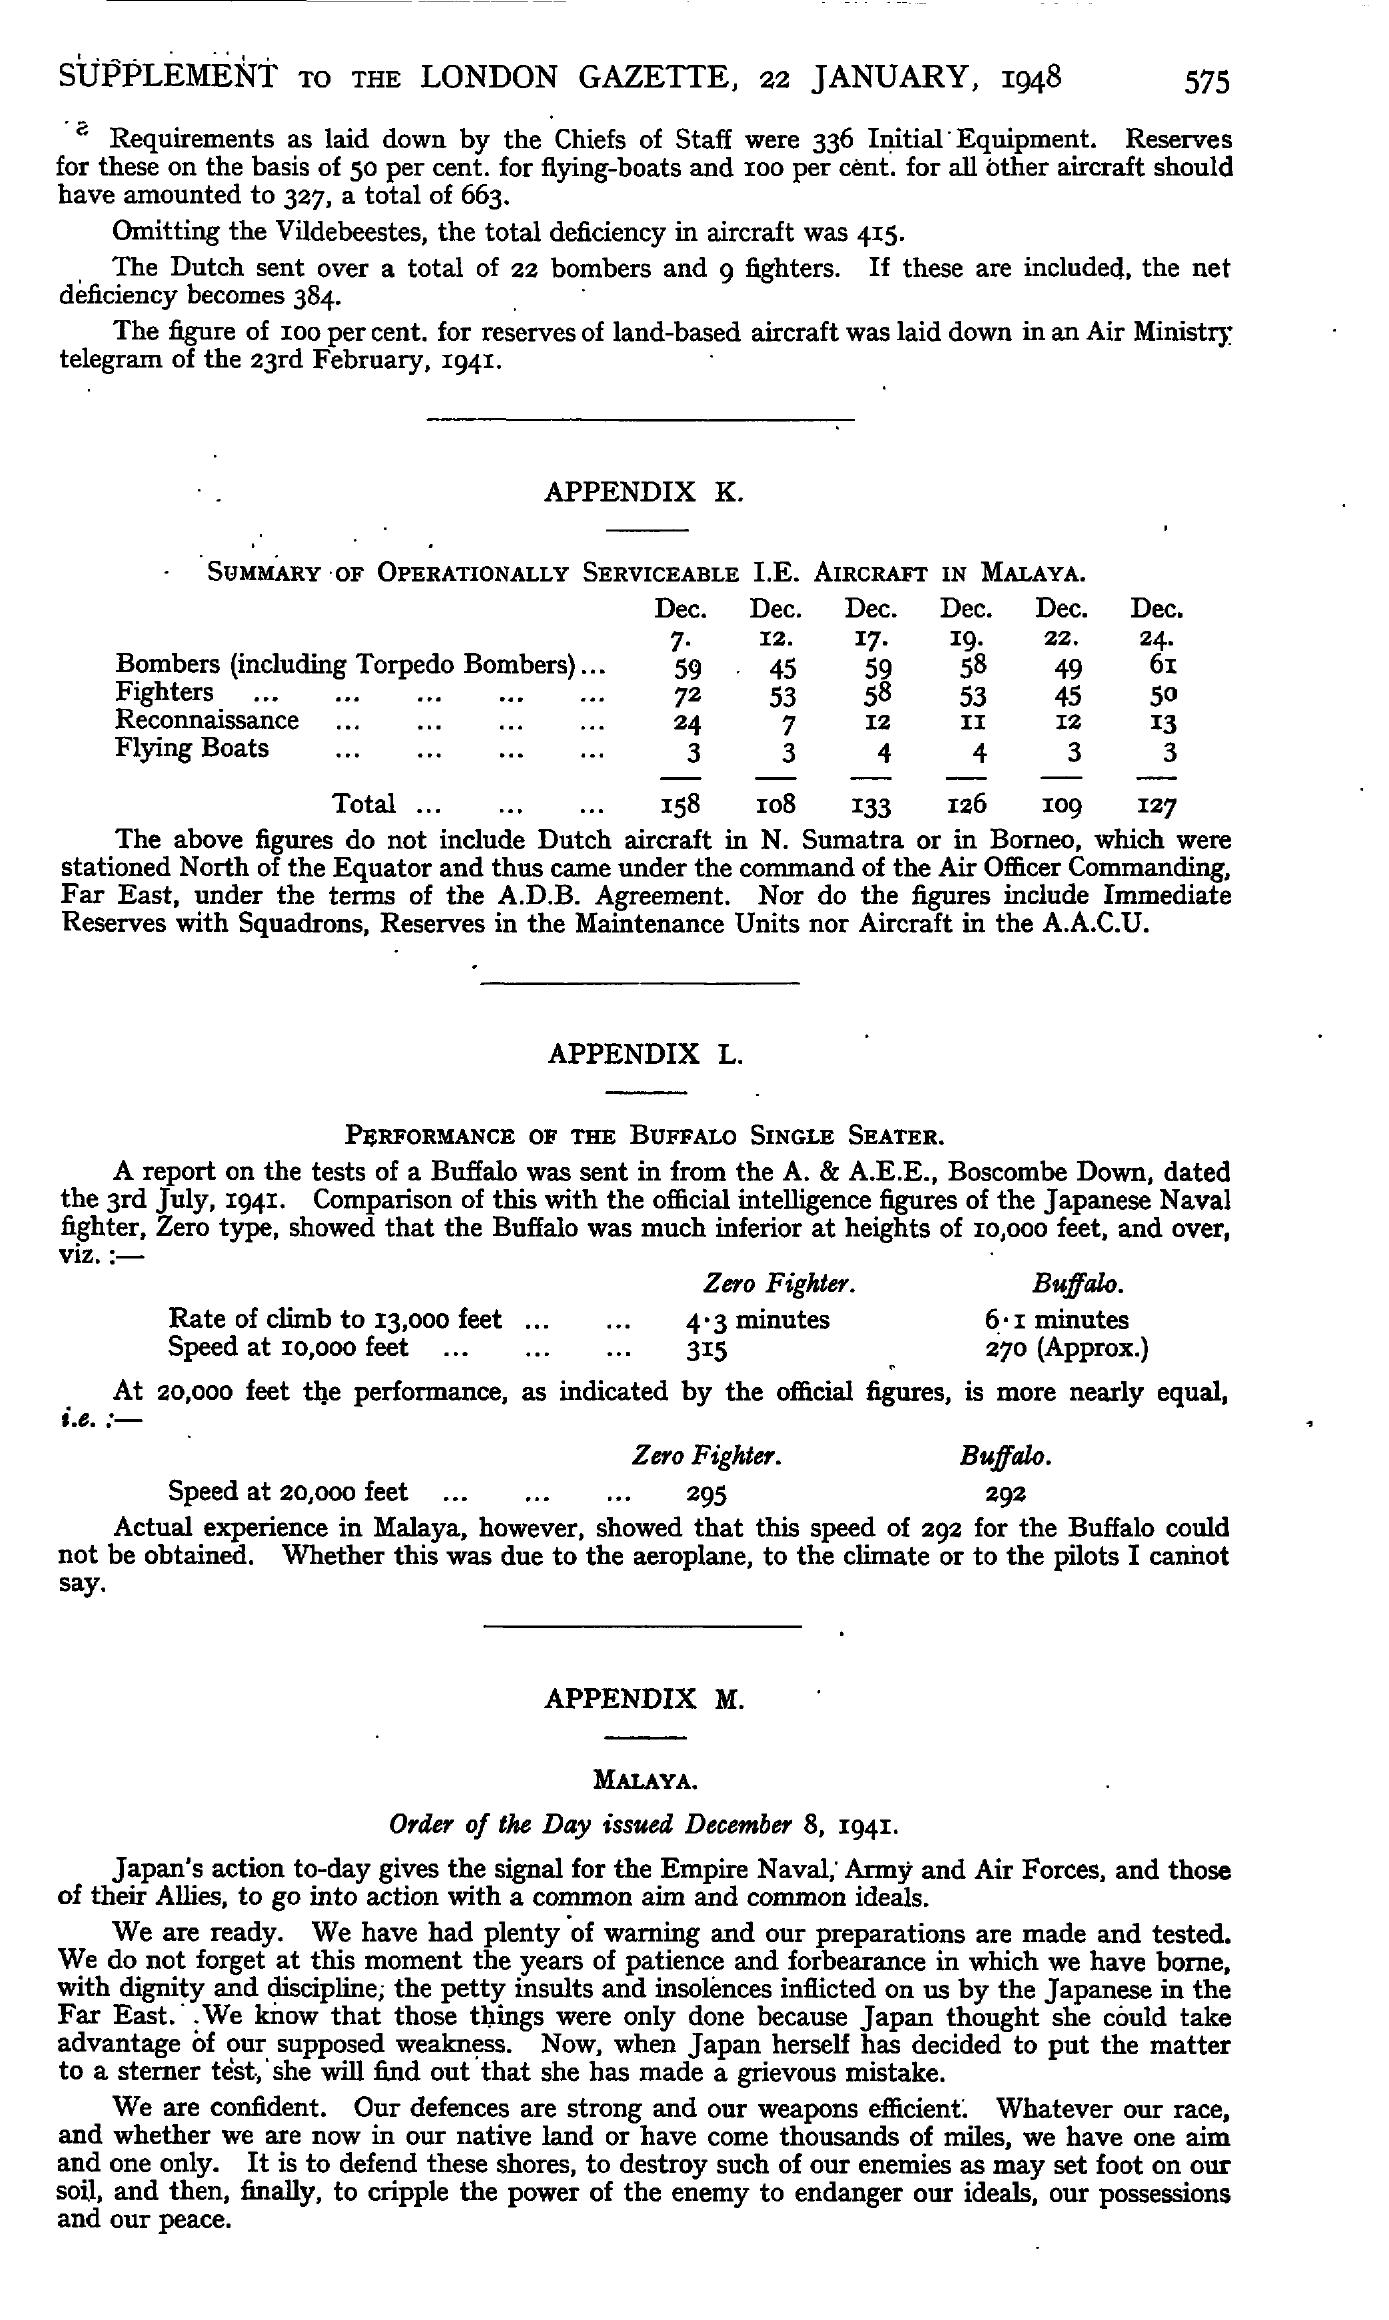 SUPPLEMENT TO THE LONDON GAZETTE, 22 JANUARY, 1948 575
Requirements as laid down by the Chiefs of Staff were 336 Initial Equipment. Reserves
for these on the basis of 50 per cent. for flying-boats and 100 per cent. for all other aircraft should
have amounted to 327, a total of 663.
Omitting the Vildebeestes, the total deficiency in aircraft was 415.
The Dutch sent over a total of 22 bombers and 9 fighters. If these are included, the net
deficiency becomes 384.
The figure of 100 per cent. for reserves of land-based aircraft was laid down in an Air Ministry
telegram of the 23rd February, 1941.
APPENDIX K.
SUMMARY OF OPERATIONALLY SERVICEABLE I.E. AIRCRAFT IN MALAYA.
Dec. Dec. Dec. Dec. Dec. Dec.
7. 12. 17. 19. 22. 24.
Bombers (including Torpedo Bombers)... 59 45 59 58 49 61
Fighters ... ... ... ... ... 72 53 58 53 45 50
Reconnaissance ... ... ... ... 24 7 12 11 12 13
Flying Boats ... ... ... ... 3 3 4 4 3 3
Total ... ... ... 158 108 133 126 109 127
The above figures do not include Dutch aircraft in N. Sumatra or in Borneo, which were
stationed North of the Equator and thus came under the command of the Air Officer Commanding,
Far East, under the terms of the A.D.B. Agreement. Nor do the figures include Immediate
Reserves with Squadrons, Reserves in the Maintenance Units nor Aircraft in the A.A.C.U.
APPENDIX L.
PERFORMANCE OF THE BUFFALO SINGLE SEATER.
A report on the tests of a Buffalo was sent in from the A. & A.E.E., Boscombe Down, dated
the 3rd July, 1941. Comparison of this with the official intelligence figures of the Japanese Naval
fighter, Zero type, showed that the Buffalo was much inferior at heights of 10,000 feet, and over,
viz. :—
Zero Fighter. Buffalo.
Rate of climb to 13,000 feet ... ... 4·3 minutes 6·1 minutes
Speed at 10,000 feet ... ... ... 315 270 (Approx.)
At 20,000 feet the performance, as indicated by the official figures, is more nearly equal,
i.e. :—
Zero Fighter. Buffalo.
Speed at 20,000 feet ... ... ... 295 292
Actual experience in Malaya, however, showed that this speed of 292 for the Buffalo could
not be obtained. Whether this was due to the aeroplane, to the climate or to the pilots I cannot
say.
APPENDIX M.
MALAYA.
Order of the Day issued December 8, 1941.
Japan's action to-day gives the signal for the Empire Naval, Army and Air Forces, and those
of their Allies, to go into action with a common aim and common ideals.
We are ready. We have had plenty of warning and our preparations are made and tested.
We do not forget at this moment the years of patience and forbearance in which we have borne,
with dignity and discipline, the petty insults and insolences inflicted on us by the Japanese in the
Far East. We know that those things were only done because Japan thought she could take
advantage of our supposed weakness. Now, when Japan herself has decided to put the matter
to a sterner test, she will find out that she has made a grievous mistake.
We are confident. Our defences are strong and our weapons efficient. Whatever our race,
and whether we are now in our native land or have come thousands of miles, we have one aim
and one only. It is to defend these shores, to destroy such of our enemies as may set foot on our
soil, and then, finally, to cripple the power of the enemy to endanger our ideals, our possessions
and our peace.